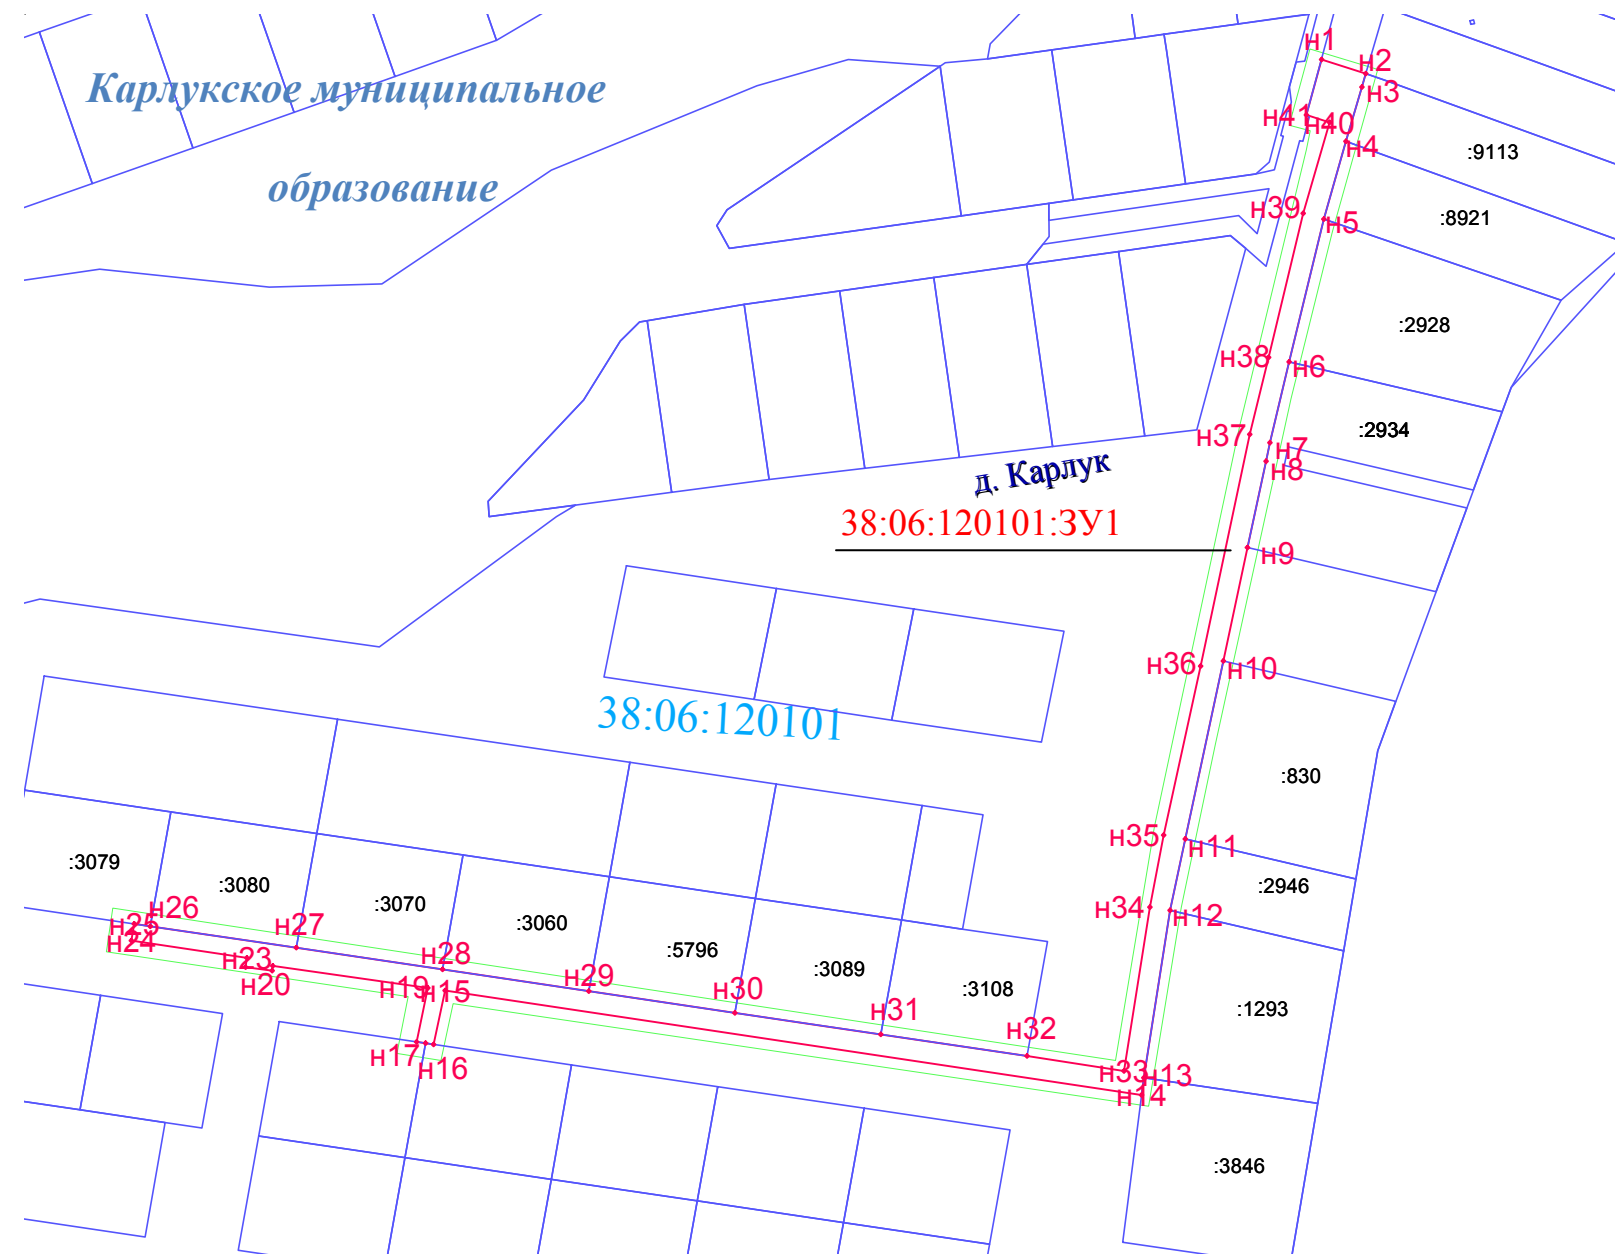 н1
н2
Карлукское муниципальное
н3
н41
н40
н4
:9113
образование
н39
:8921
н5
:2928
н38
н6
:2934
н37
н7
д. Карлук
н8
38:06:120101:ЗУ1
н9
н36
н10
38:06:120101
:830
н35
н11
:3079
:3080
:2946
:3070
н26
н34
н12
:3060
н25
н27
н24
:5796
н28
н23
:3089
н29
н20
н19
н15
:3108
н30
:1293
н31
н32
н17
н16
н33
н13
н14
:3846